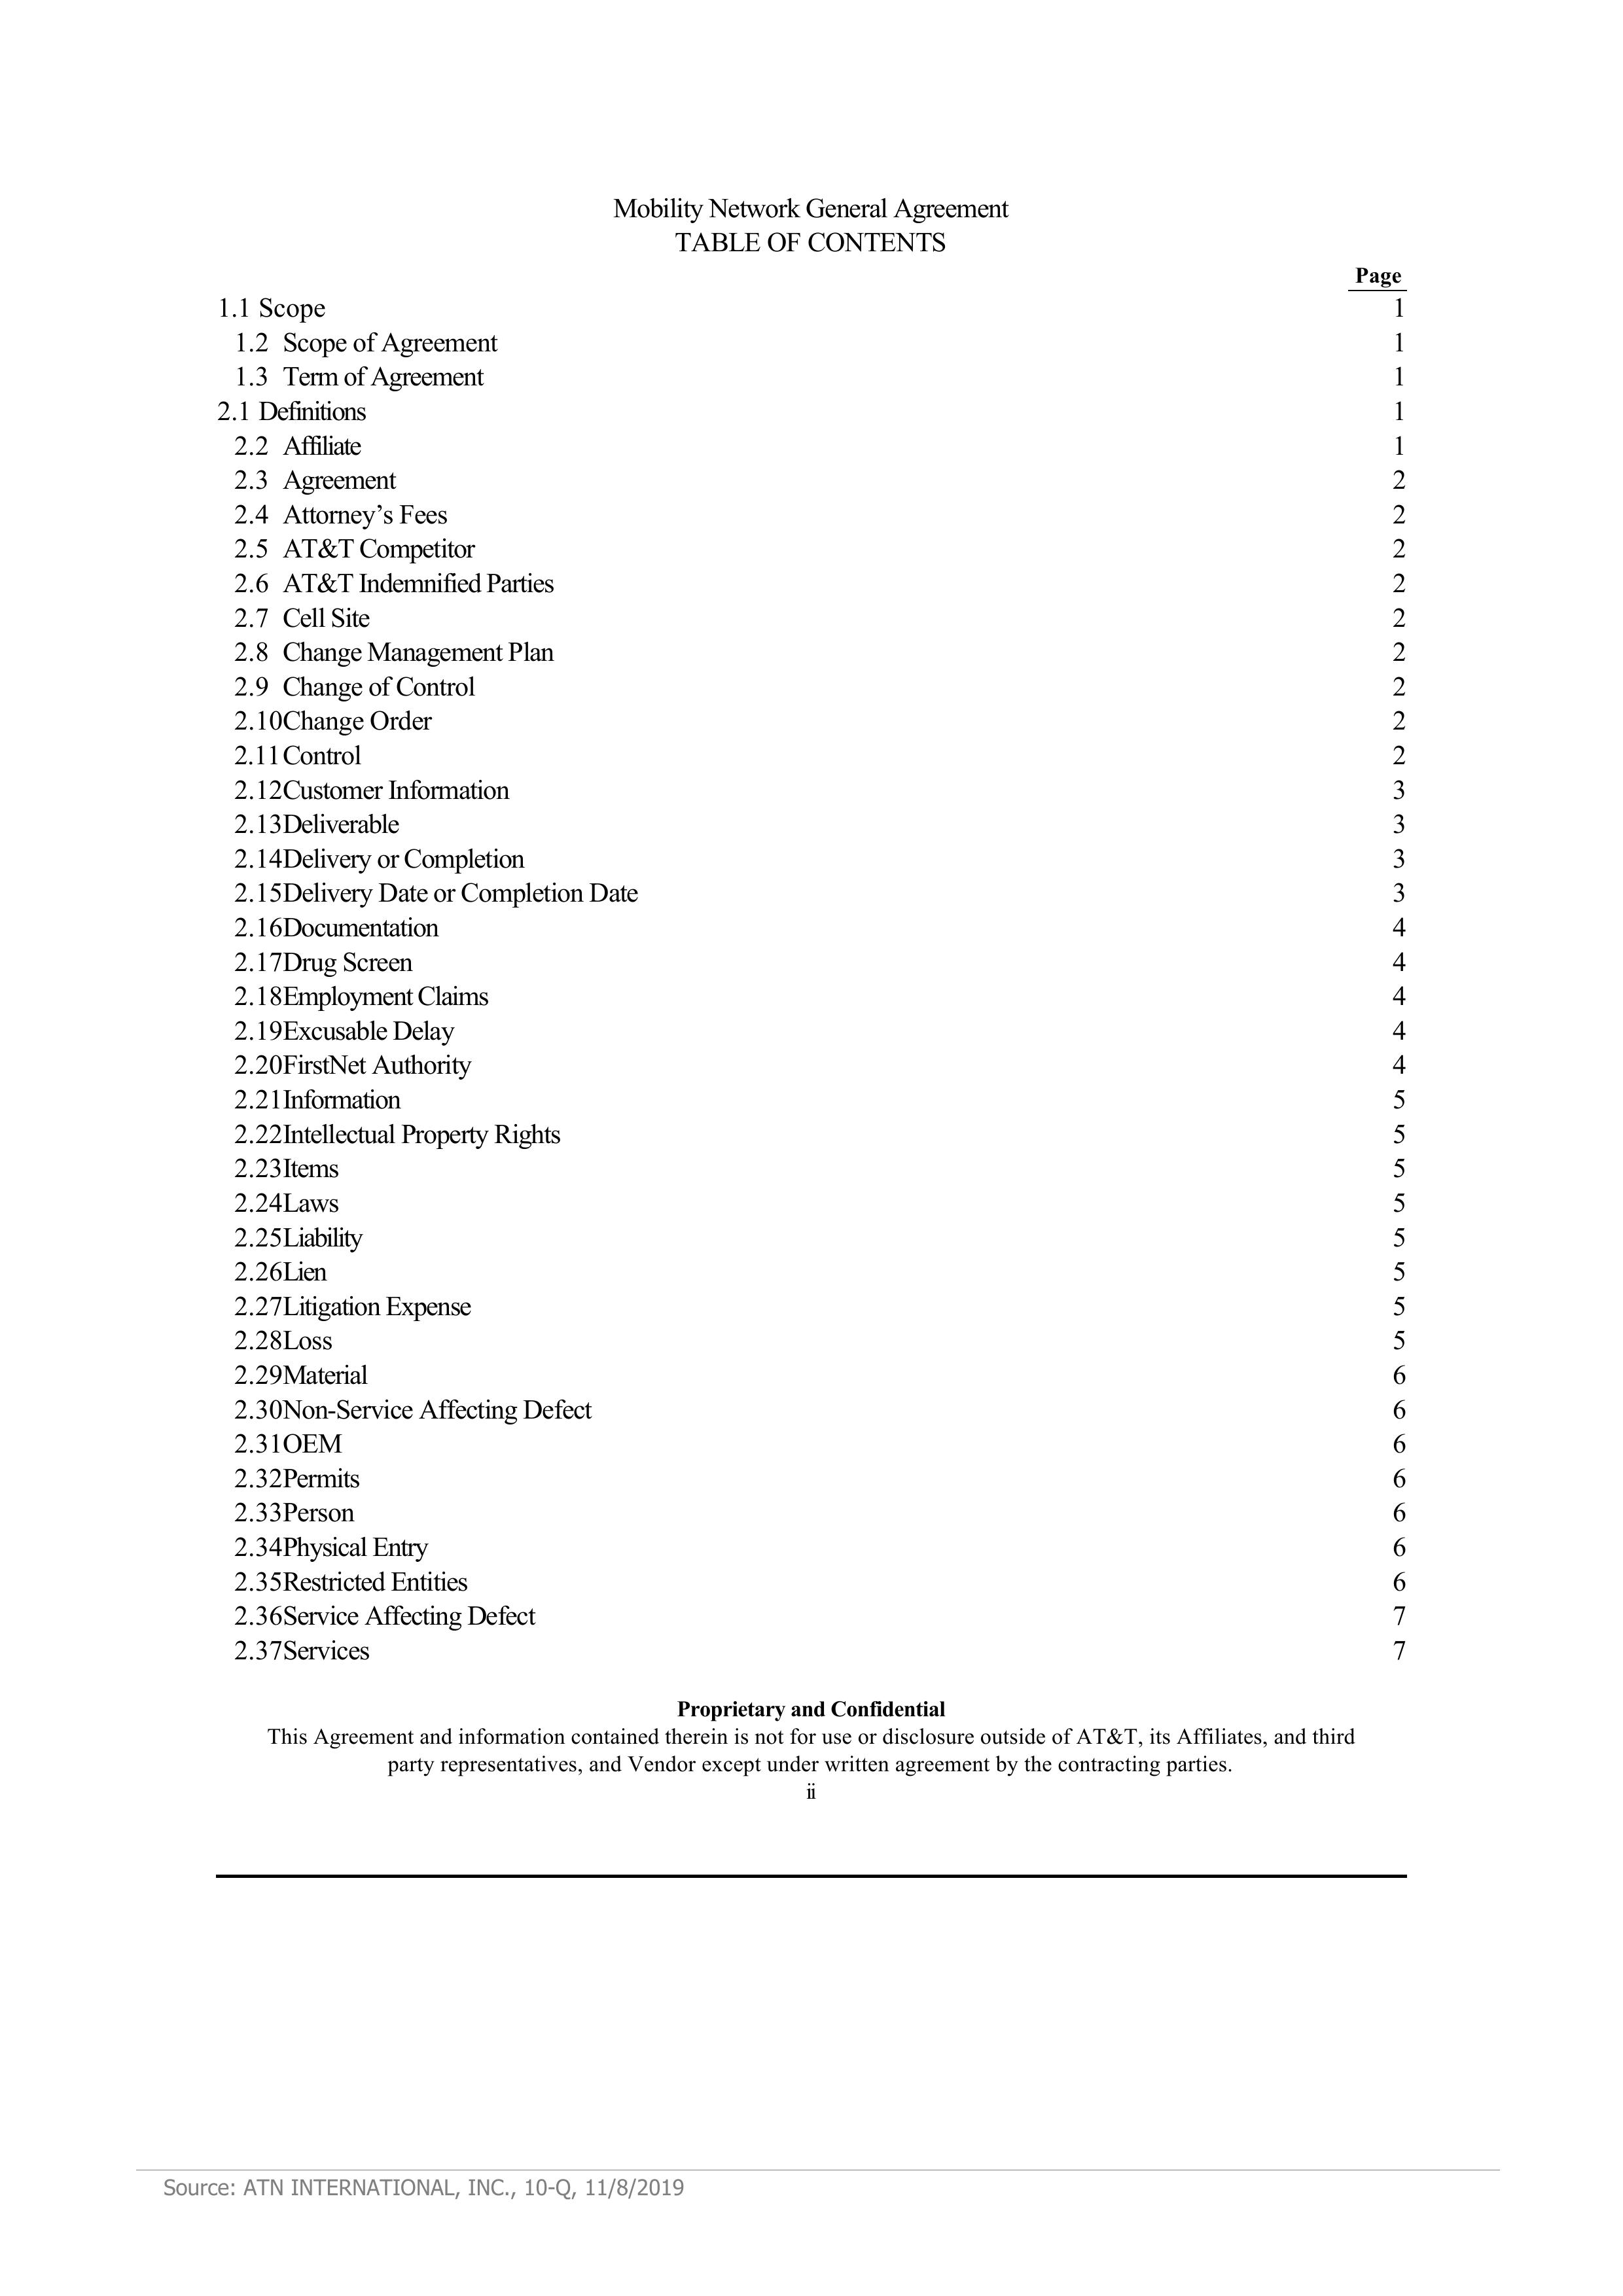 Mobility Network General Agreement
TABLE OF CONTENTS
Page
1.1 Scope 1
1.2 Scope of Agreement 1
1.3 Term of Agreement 1
2.1 Definitions 1
2.2 Affiliate 1
2.3 Agreement 2
2.4 Attorney’s Fees 2
2.5 AT&T Competitor 2
2.6 AT&T Indemnified Parties 2
2.7 Cell Site 2
2.8 Change Management Plan 2
2.9 Change of Control 2
2.10Change Order 2
2.11Control 2
2.12Customer Information 3
2.13Deliverable 3
2.14Delivery or Completion 3
2.15Delivery Date or Completion Date 3
2.16Documentation 4
2.17Drug Screen 4
2.18Employment Claims 4
2.19Excusable Delay 4
2.20FirstNet Authority 4
2.21Information 5
2.22Intellectual Property Rights 5
2.23Items 5
2.24Laws 5
2.25Liability 5
2.26Lien 5
2.27Litigation Expense 5
2.28Loss 5
2.29Material 6
2.30Non-Service Affecting Defect 6
2.31OEM 6
2.32Permits 6
2.33Person 6
2.34Physical Entry 6
2.35Restricted Entities 6
2.36Service Affecting Defect 7
2.37Services 7
Proprietary and Confidential
This Agreement and information contained therein is not for use or disclosure outside of AT&T, its Affiliates, and third
party representatives, and Vendor except under written agreement by the contracting parties.
ii
Source: ATN INTERNATIONAL, INC., 10-Q, 11/8/2019